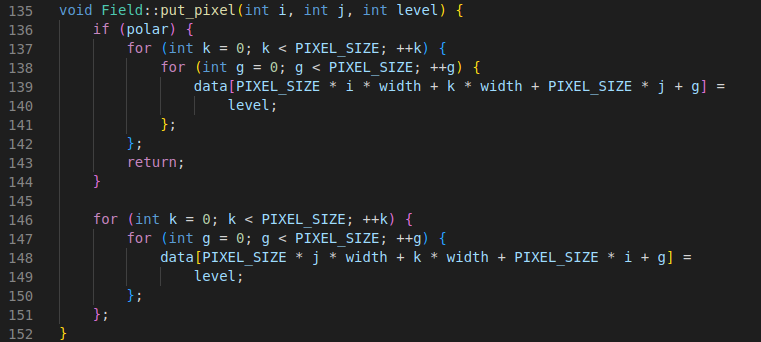 135 void Field::put_pixel(int i, int j, int level) {
136     if (polar) {
137         for (int k = 0; k < PIXEL_SIZE; ++k) {
138             for (int g = 0; g < PIXEL_SIZE; ++g) {
139                 data[PIXEL_SIZE * i * width + k * width + PIXEL_SIZE * j + g] =
140                     level;
141             };
142         };
143         return;
144     }
145
146     for (int k = 0; k < PIXEL_SIZE; ++k) {
147         for (int g = 0; g < PIXEL_SIZE; ++g) {
148             data[PIXEL_SIZE * j * width + k * width + PIXEL_SIZE * i + g] =
149                 level;
150         };
151     };
152 }